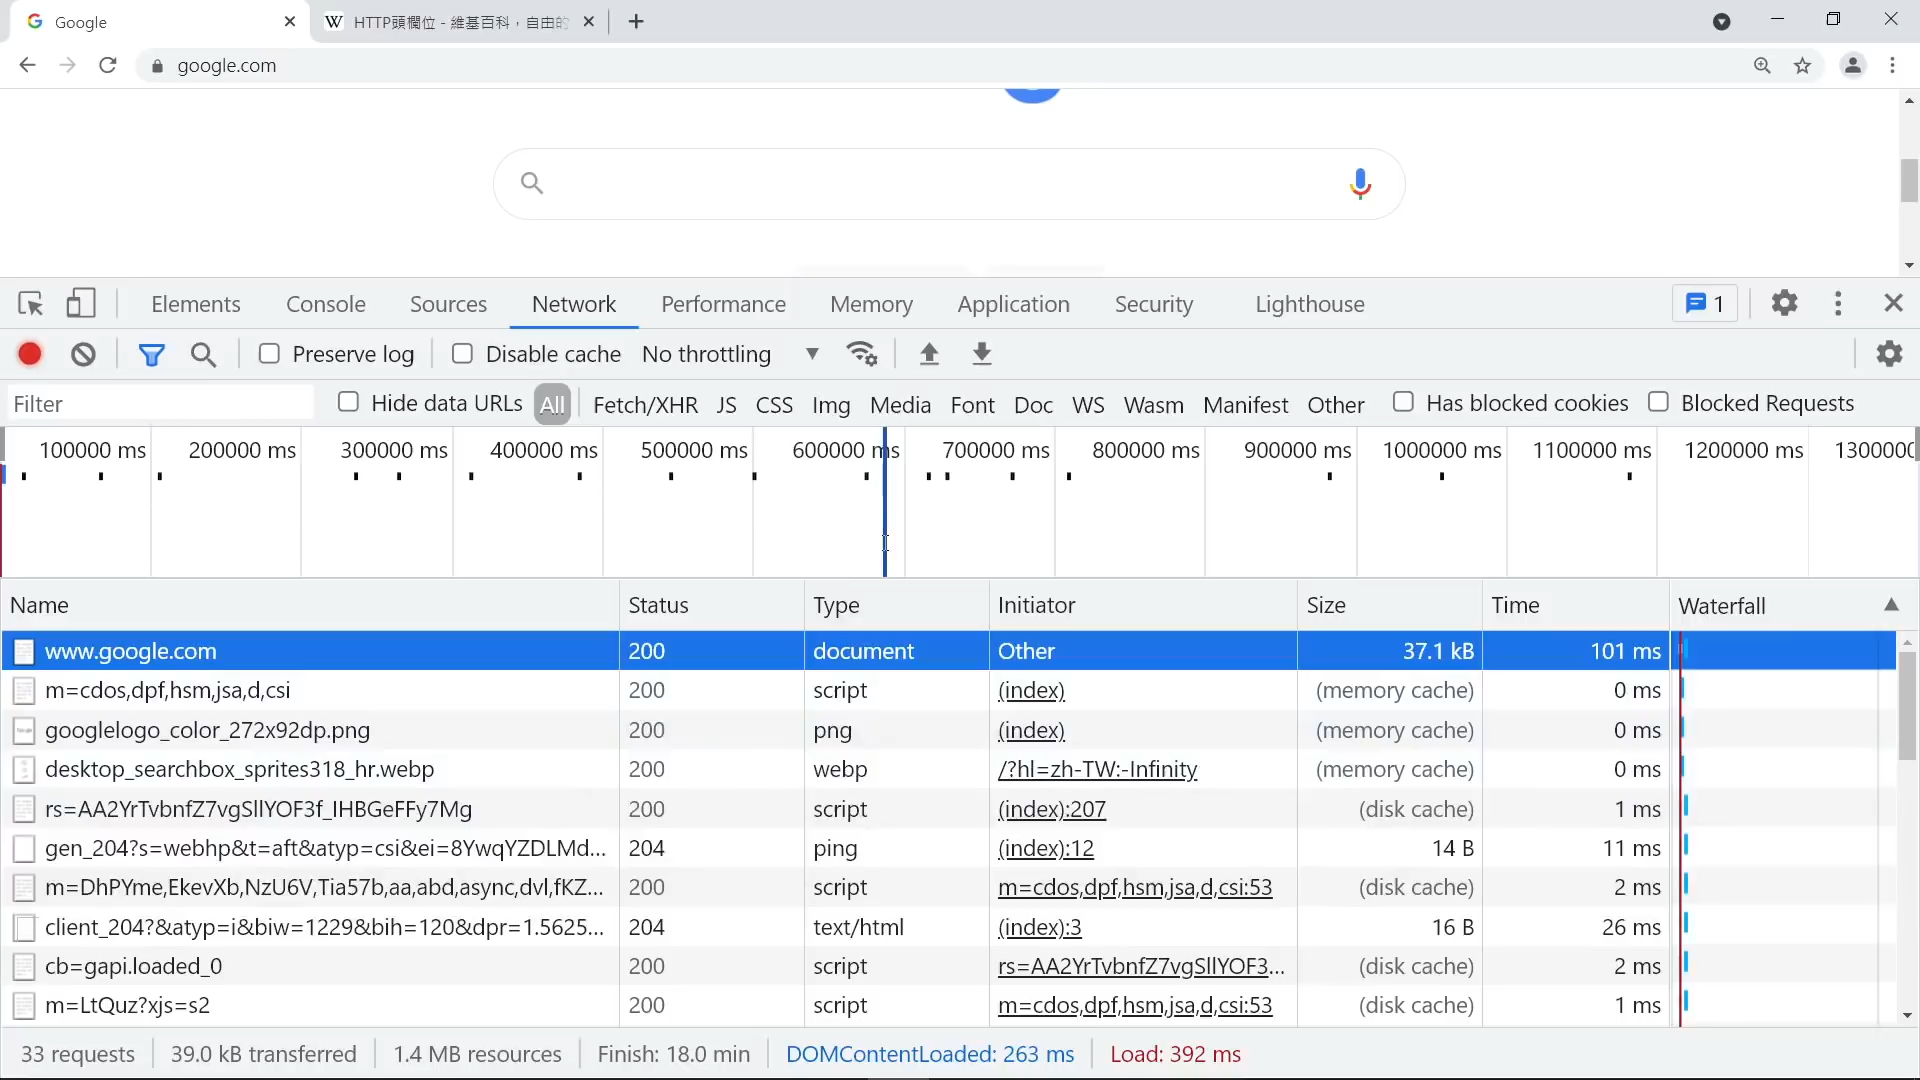 Google
W HTTP頭欄位 - 維基百科，自由的
google.com
Elements Console Sources Network Performance Memory Application Security Lighthouse 1
Preserve log Disable cache No throttling
Filter Hide data URLs All Fetch/XHR JS CSS Img Media Font Doc WS Wasm Manifest Other Has blocked cookies Blocked Requests
100000 ms 200000 ms 300000 ms 400000 ms 500000 ms 600000 ms 700000 ms 800000 ms 900000 ms 1000000 ms 1100000 ms 1200000 ms 1300000
Name Status Type Initiator Size Time Waterfall
www.google.com 200 document Other 37.1 kB 101 ms
m=cdos,dpf,hsm,jsa,d,csi 200 script (index) (memory cache) 0 ms
googlelogo_color_272x92dp.png 200 png (index) (memory cache) 0 ms
desktop_searchbox_sprites318_hr.webp 200 webp /?hl=zh-TW:-Infinity (memory cache) 0 ms
rs=AA2YrTvbnfZ7vgSllYOF3f_IHBGeFFy7Mg 200 script (index):207 (disk cache) 1 ms
gen_204?s=webhp&t=aft&atyp=csi&ei=8YwqYZDLMd... 204 ping (index):12 14 B 11 ms
m=DhPYme,EkevXb,NzU6V,Tia57b,aa,abd,async,dvl,fKZ... 200 script m=cdos,dpf,hsm,jsa,d,csi:53 (disk cache) 2 ms
client_204?&atyp=i&biw=1229&bih=120&dpr=1.5625... 204 text/html (index):3 16 B 26 ms
cb=gapi.loaded_0 200 script rs=AA2YrTvbnfZ7vgSllYOF3... (disk cache) 2 ms
m=LtQuz?xjs=s2 200 script m=cdos,dpf,hsm,jsa,d,csi:53 (disk cache) 1 ms
33 requests 39.0 kB transferred 1.4 MB resources Finish: 18.0 min DOMContentLoaded: 263 ms Load: 392 ms